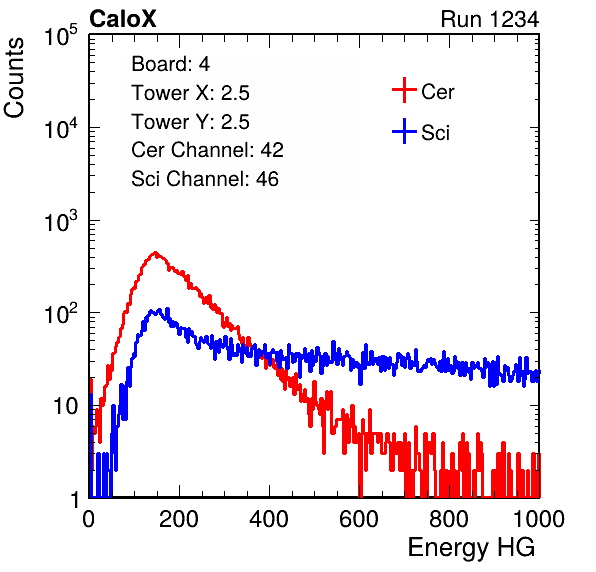 CaloX Run 1234
10^5
Counts
Board: 4
Tower X: 2.5
Tower Y: 2.5
Cer Channel: 42
Sci Channel: 46
Cer
Sci
10^4
10^3
10^2
10
1
0 200 400 600 800 1000
Energy HG